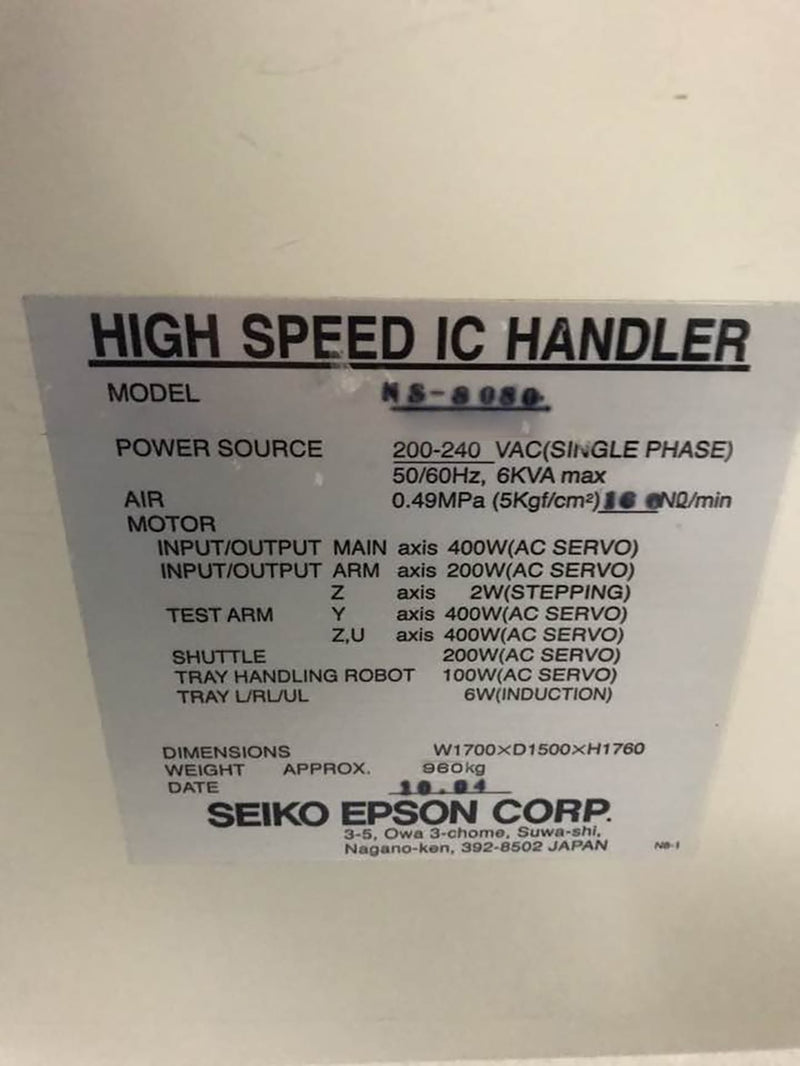 HIGH SPEED IC HANDLER
MODEL NS-8080
POWER SOURCE 200-240 VAC(SINGLE PHASE)
50/60Hz, 6KVA max
AIR 0.49MPa (5Kgf/cm²) Nℓ/min
MOTOR
INPUT/OUTPUT MAIN axis 400W(AC SERVO)
INPUT/OUTPUT ARM axis 200W(AC SERVO)
Z axis 2W(STEPPING)
TEST ARM Y axis 400W(AC SERVO)
Z,U axis 400W(AC SERVO)
SHUTTLE 200W(AC SERVO)
TRAY HANDLING ROBOT 100W(AC SERVO)
TRAY L/RL/UL 6W(INDUCTION)
DIMENSIONS W1700×D1500×H1760
WEIGHT APPROX. 960kg
DATE 10.04
SEIKO EPSON CORP.
3-5, Owa 3-chome, Suwa-shi,
Nagano-ken, 392-8502 JAPAN